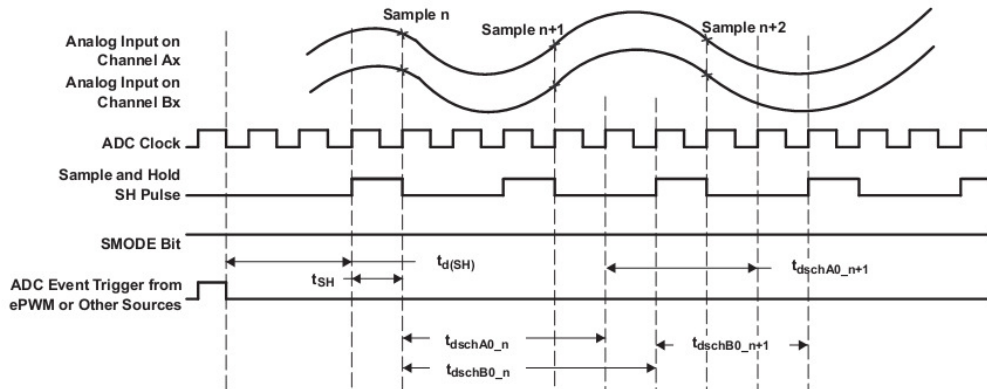 Sample n
Sample n+1
Sample n+2
Analog Input on
Channel Ax
Analog Input on
Channel Bx
ADC Clock
Sample and Hold
SH Pulse
SMODE Bit
td(SH)
tSH
tdschA0_n+1
ADC Event Trigger from
ePWM or Other Sources
tdschA0_n
tdschB0_n+1
tdschB0_n